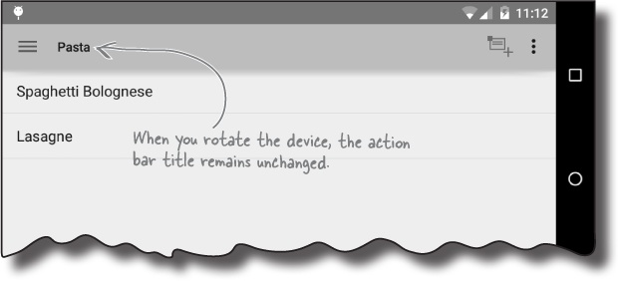 11:12
Pasta
Spaghetti Bolognese
Lasagne
When you rotate the device, the action
bar title remains unchanged.